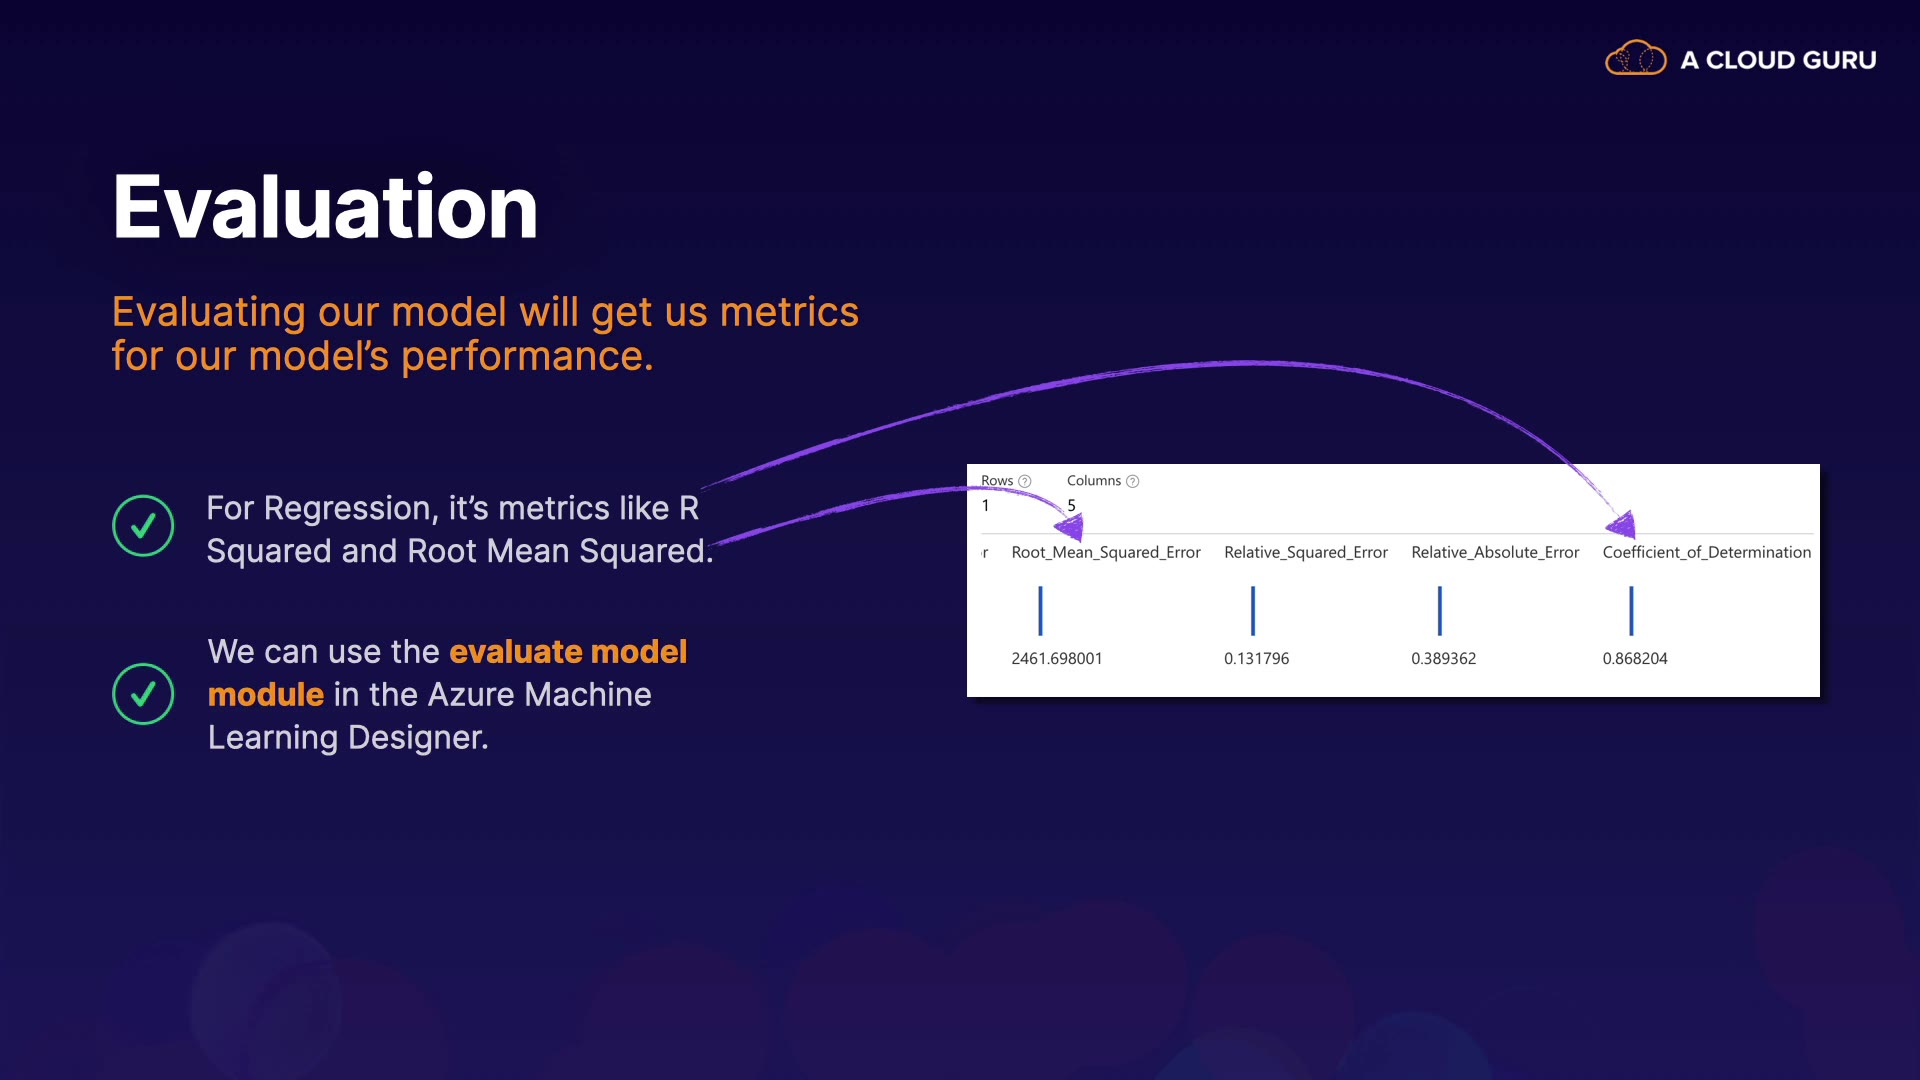 A CLOUD GURU
Evaluation
Evaluating our model will get us metrics
for our model’s performance.
For Regression, it’s metrics like R
Squared and Root Mean Squared.
We can use the evaluate model
module in the Azure Machine
Learning Designer.
Rows Columns
1 5
r Root_Mean_Squared_Error Relative_Squared_Error Relative_Absolute_Error Coefficient_of_Determination
2461.698001 0.131796 0.389362 0.868204